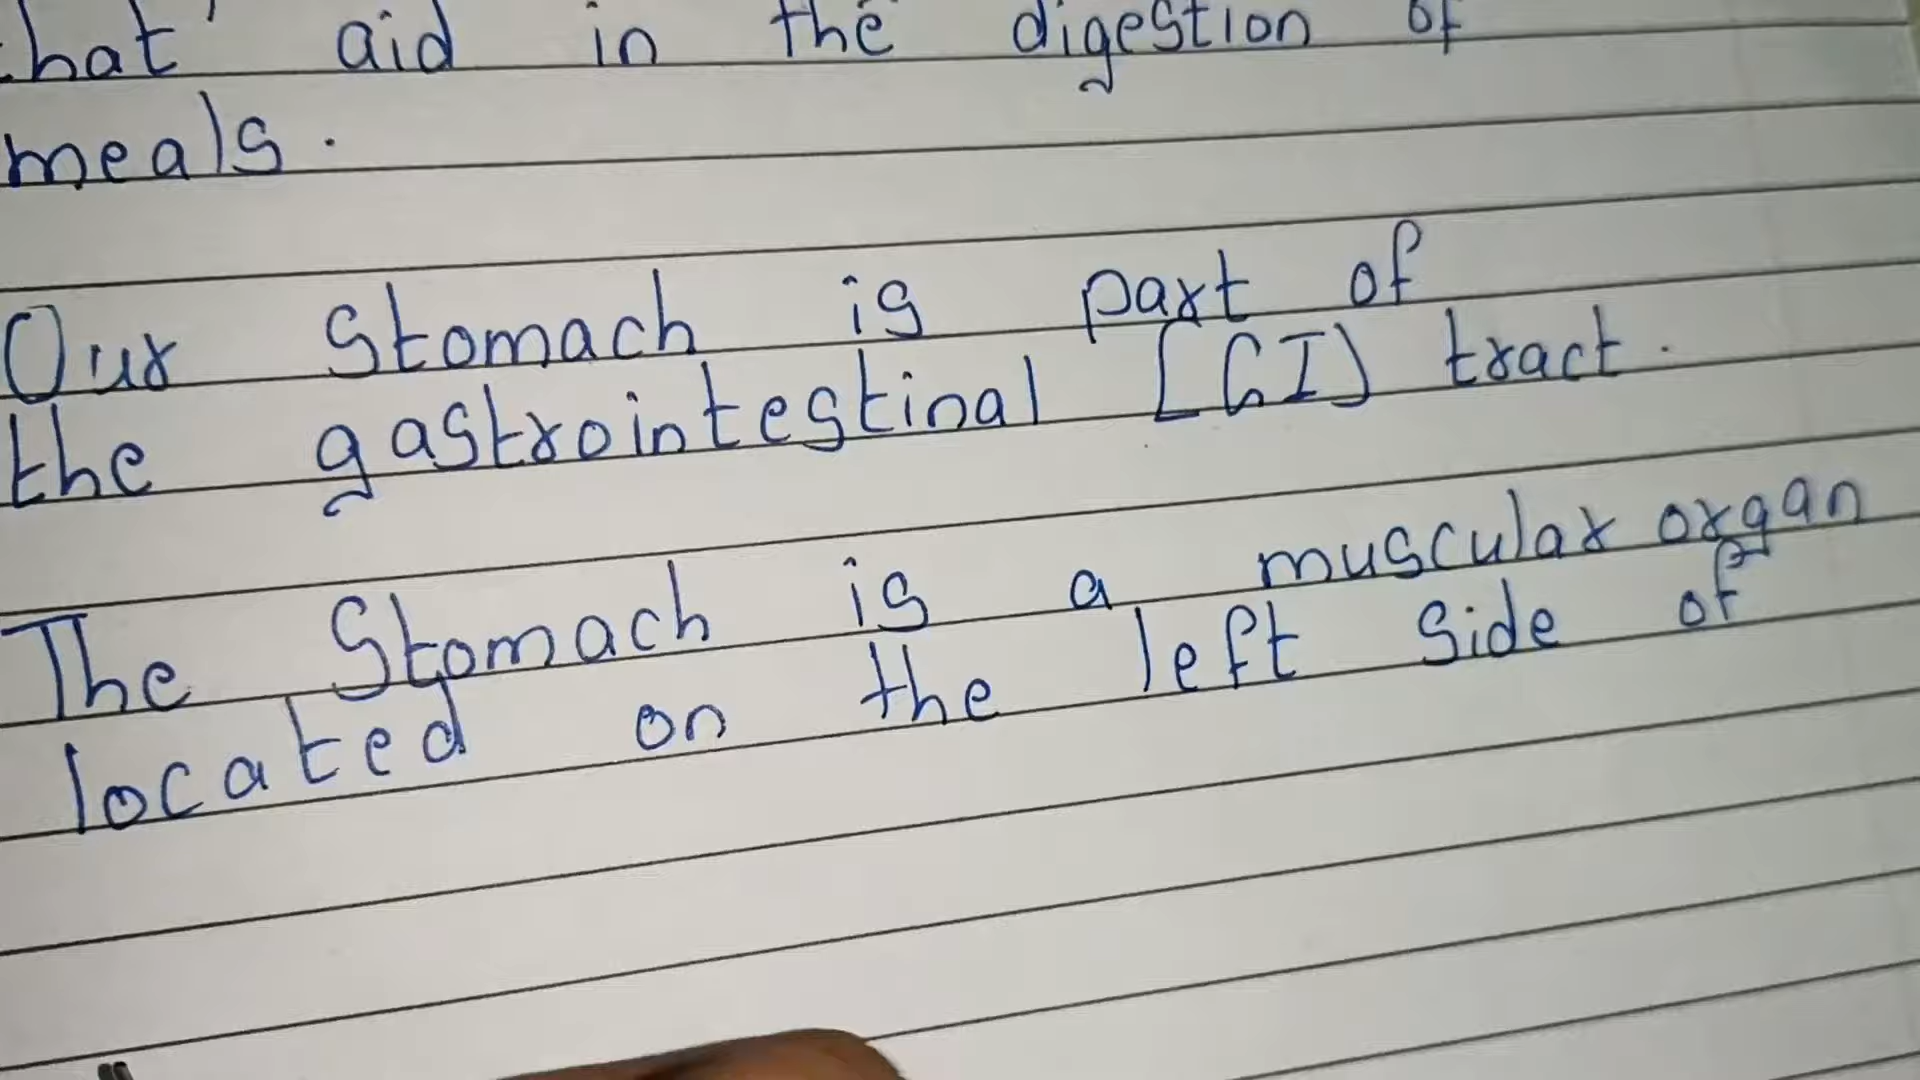 that aid in the digestion of
meals.
Our stomach is part of
the gastrointestinal [GI] tract.
The Stomach is a muscular organ
located on the left side of